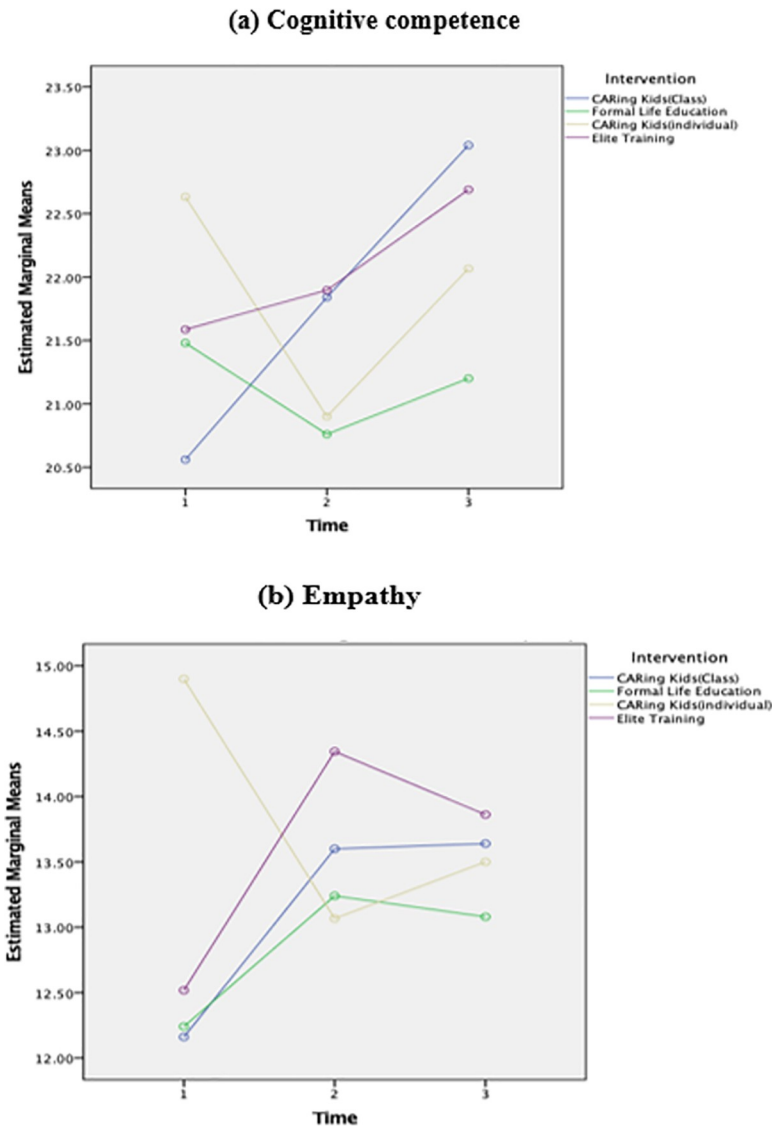 (a) Cognitive competence
Estimated Marginal Means
23.50
23.00
22.50
22.00
21.50
21.00
20.50
1 2 3
Time
Intervention
CARing Kids(Class)
Formal Life Education
CARing Kids(individual)
Elite Training
(b) Empathy
Estimated Marginal Means
15.00
14.50
14.00
13.50
13.00
12.50
12.00
1 2 3
Time
Intervention
CARing Kids(Class)
Formal Life Education
CARing Kids(individual)
Elite Training